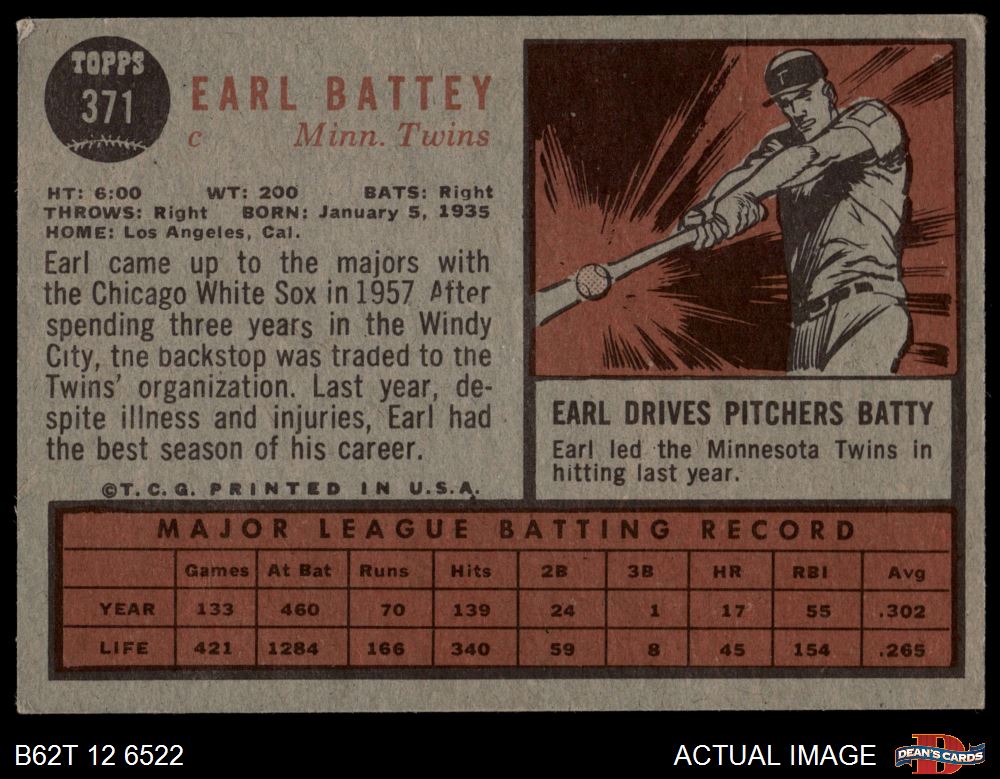 TOPPS
371
EARL BATTEY
c Minn. Twins
HT: 6:00 WT: 200 BATS: Right
THROWS: Right BORN: January 5, 1935
HOME: Los Angeles, Cal.
Earl came up to the majors with
the Chicago White Sox in 1957 After
spending three years in the Windy
City, the backstop was traded to the
Twins' organization. Last year, de-
spite illness and injuries, Earl had
the best season of his career.
©T.C.G. PRINTED IN U.S.A.
T
EARL DRIVES PITCHERS BATTY
Earl led the Minnesota Twins in
hitting last year.
MAJOR LEAGUE BATTING RECORD
Games At Bat Runs Hits 2B 3B HR RBI Avg
YEAR 133 460 70 139 24 1 17 55 .302
LIFE 421 1284 166 340 59 8 45 154 .265
B62T 12 6522 ACTUAL IMAGE
DEAN'S CARDS